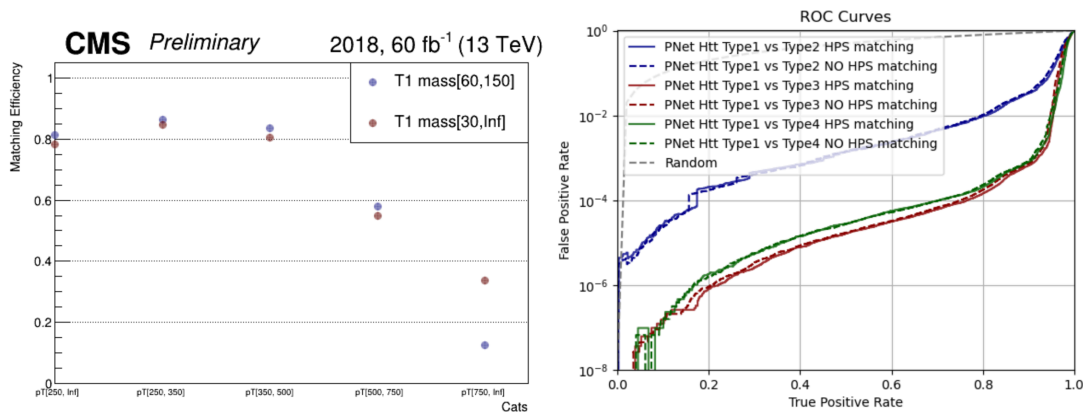 CMS Preliminary 2018, 60 fb⁻¹ (13 TeV)
Matching Efficiency
1
0.8
0.6
0.4
0.2
0
T1 mass[60,150]
T1 mass[30,Inf]
pT[250, Inf] pT[250, 350] pT[350, 500] pT[500, 750] pT[750, Inf]
Cats
ROC Curves
False Positive Rate
10⁰
10⁻²
10⁻⁴
10⁻⁶
10⁻⁸
PNet Htt Type1 vs Type2 HPS matching
PNet Htt Type1 vs Type2 NO HPS matching
PNet Htt Type1 vs Type3 HPS matching
PNet Htt Type1 vs Type3 NO HPS matching
PNet Htt Type1 vs Type4 HPS matching
PNet Htt Type1 vs Type4 NO HPS matching
Random
0.0 0.2 0.4 0.6 0.8 1.0
True Positive Rate